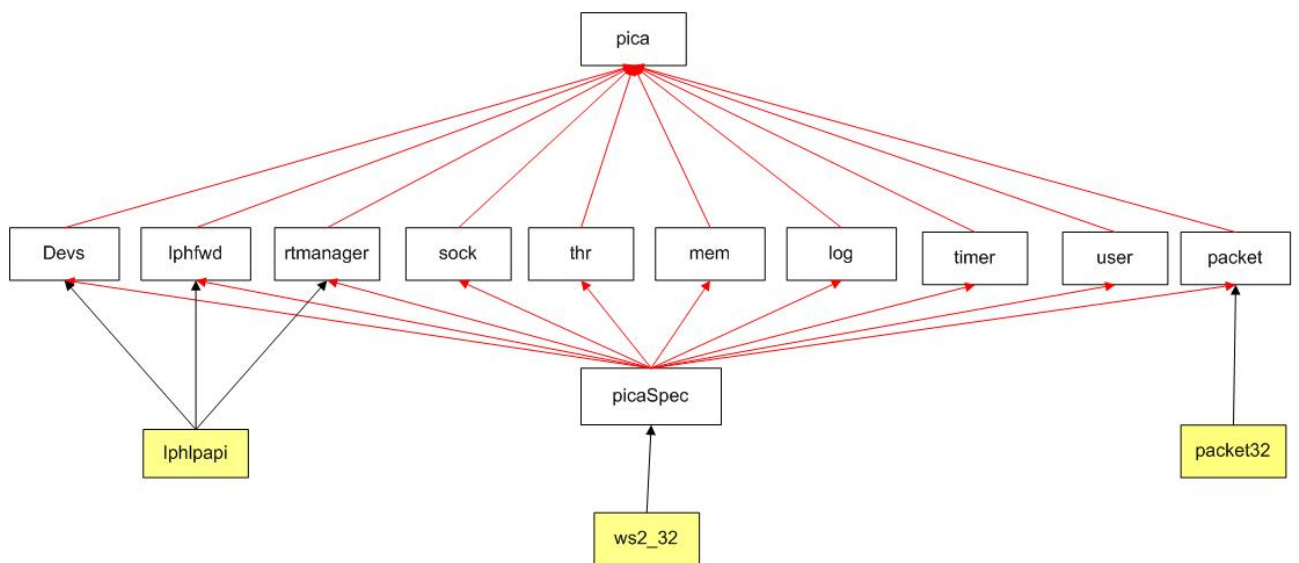 pica
Devs
Iphfwd
rtmanager
sock
thr
mem
log
timer
user
packet
picaSpec
Iphlpapi
packet32
ws2_32